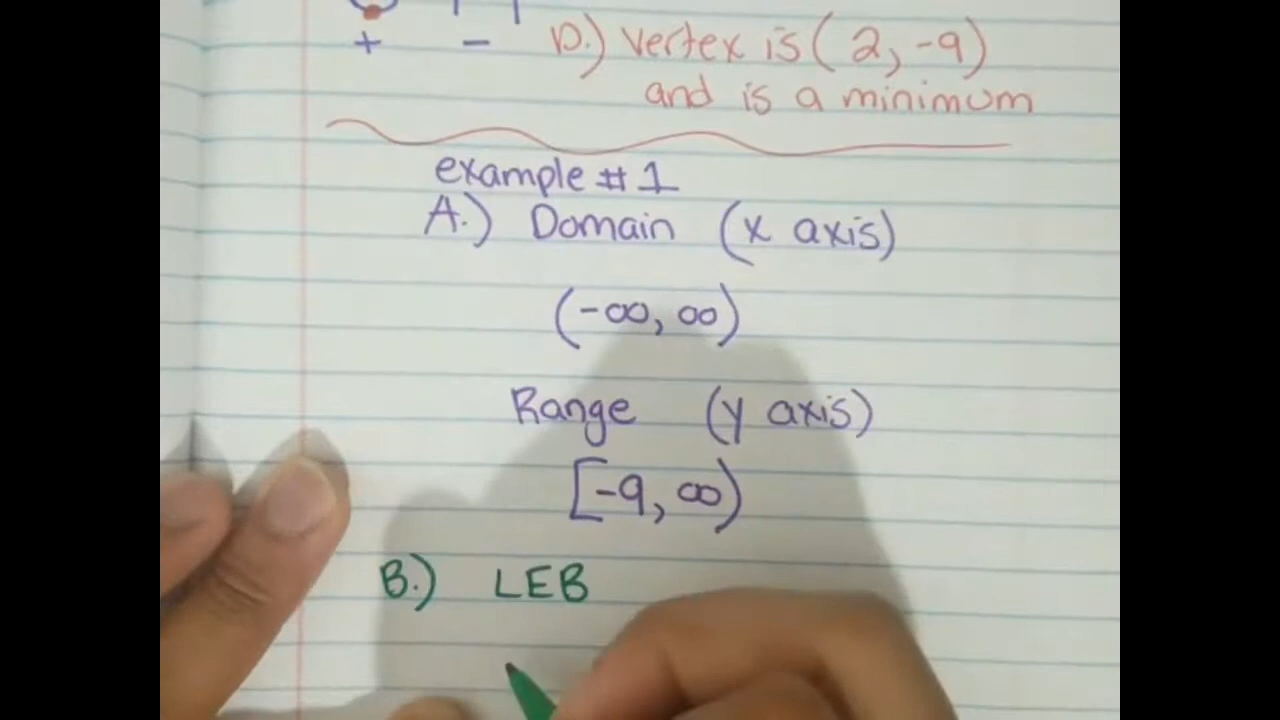 + - D.) vertex is (2, -9)
and is a minimum
example #1
A.) Domain (x axis)
(-∞, ∞)
Range (y axis)
[-9, ∞)
B.) LEB